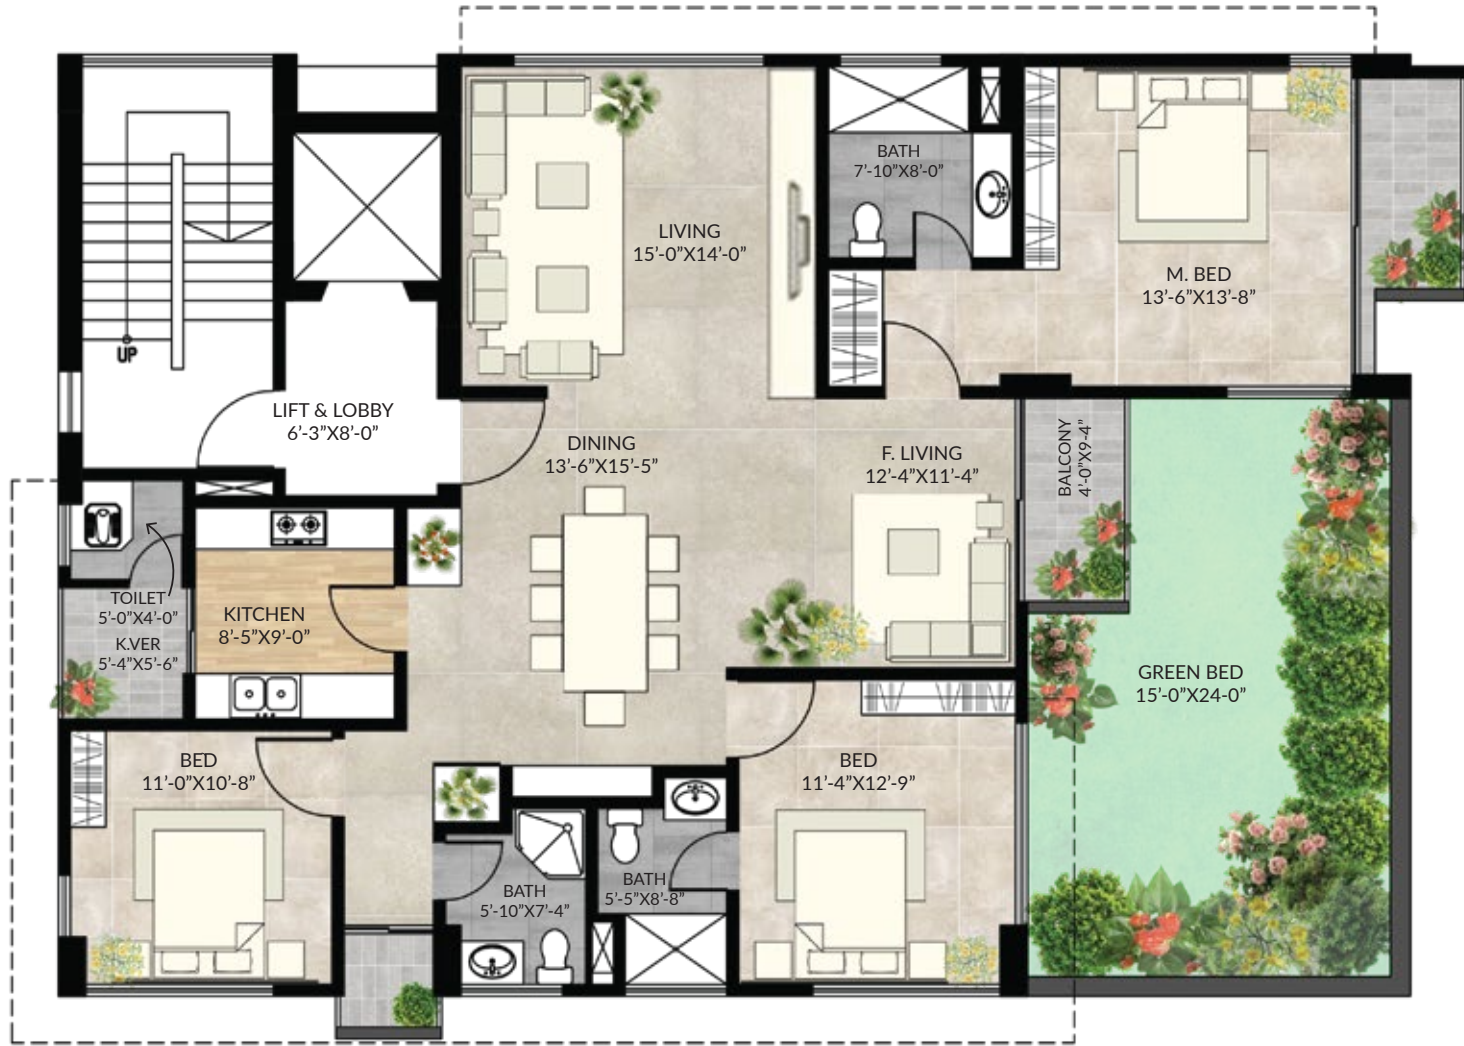 BATH
7'-10"X8'-0"
LIVING
15'-0"X14'-0"
M. BED
13'-6"X13'-8"
UP
LIFT & LOBBY
6'-3"X8'-0"
DINING
13'-6"X15'-5"
F. LIVING
12'-4"X11'-4"
BALCONY
4'-0"X9'-4"
TOILET
5'-0"X4'-0"
K.VER
5'-4"X5'-6"
KITCHEN
8'-5"X9'-0"
GREEN BED
15'-0"X24-0"
BED
11'-0"X10'-8"
BED
11'-4"X12'-9"
BATH
5'-10"X7'-4"
BATH
5'-5"X8'-8"